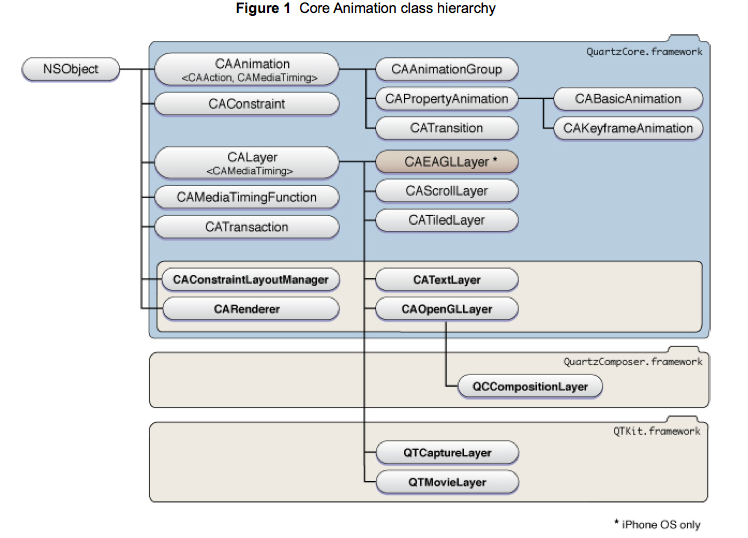 Figure 1 Core Animation class hierarchy
QuartzCore.framework
NSObject
CAAnimation
<CAAction, CAMediaTiming>
CAAnimationGroup
CAConstraint
CAPropertyAnimation
CABasicAnimation
CATransition
CAKeyframeAnimation
CALayer
<CAMediaTiming>
CAEAGLLayer *
CAMediaTimingFunction
CAScrollLayer
CATransaction
CATiledLayer
CAConstraintLayoutManager
CATextLayer
CARenderer
CAOpenGLLayer
QuartzComposer.framework
QCCompositionLayer
QTKit.framework
QTCaptureLayer
QTMovieLayer
* iPhone OS only